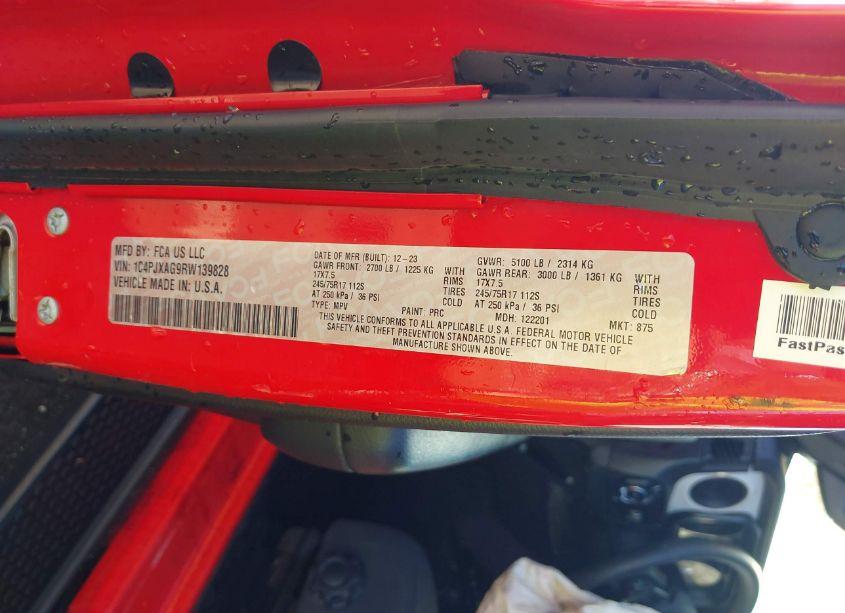 MFD BY: FCA US LLC
VIN: 1C4PJXAG9RW139828
VEHICLE MADE IN: U.S.A.
DATE OF MFR (BUILT): 12-23
GAWR FRONT: 2700 LB / 1225 KG WITH
17X7.5 RIMS
245/75R17 112S TIRES
AT 250 kPa / 36 PSI COLD
GVWR: 5100 LB / 2314 KG
GAWR REAR: 3000 LB / 1361 KG WITH
17X7.5 RIMS
245/75R17 112S TIRES
AT 250 kPa / 36 PSI COLD
TYPE: MPV PAINT: PRC MDH: 122201 MKT: 875
THIS VEHICLE CONFORMS TO ALL APPLICABLE U.S.A. FEDERAL MOTOR VEHICLE
SAFETY AND THEFT PREVENTION STANDARDS IN EFFECT ON THE DATE OF
MANUFACTURE SHOWN ABOVE.
FastPas